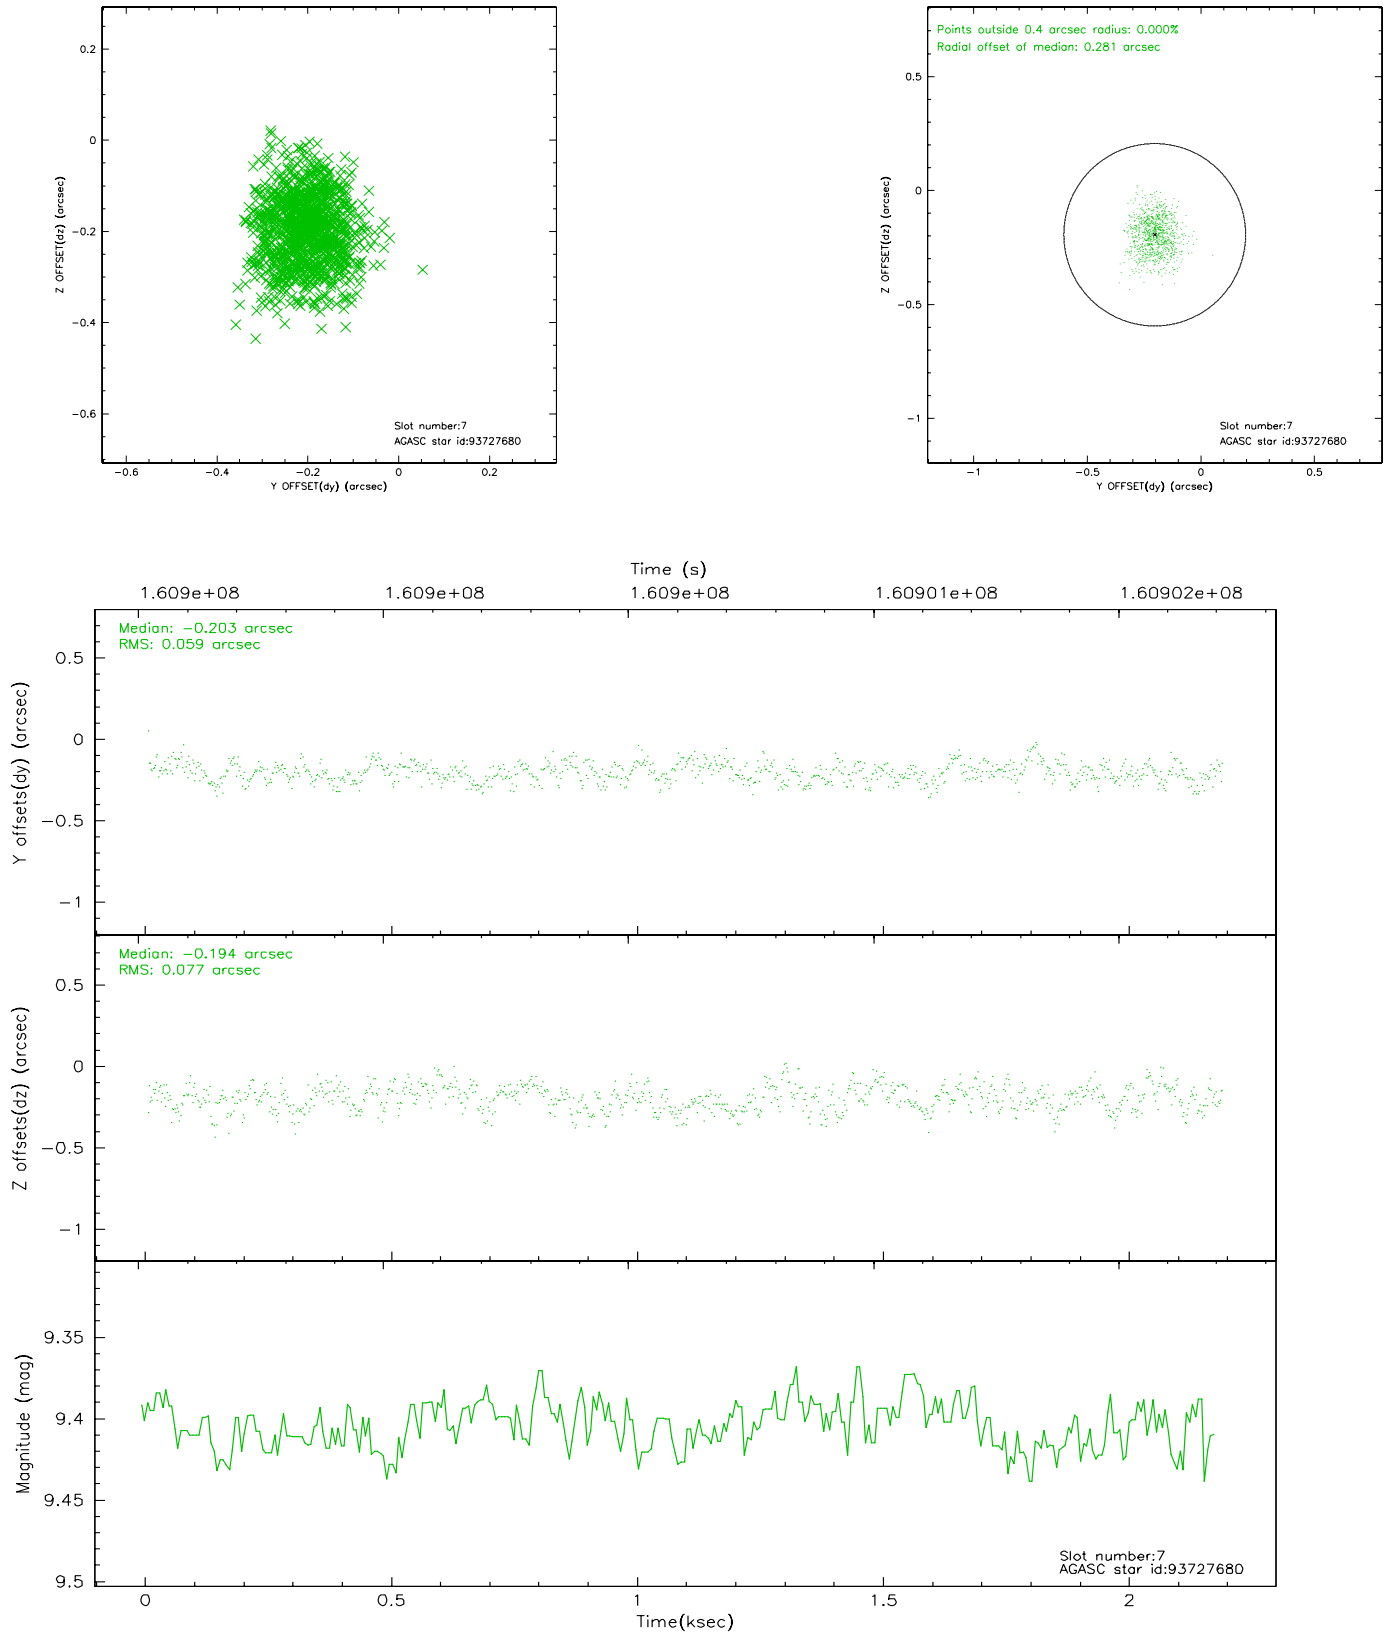 0.2
0
−0.2
−0.4
−0.6
Z OFFSET(dz) (arcsec)
Slot number:7
AGASC star id:93727680
−0.6 −0.4 −0.2 0 0.2
Y OFFSET(dy) (arcsec)
Points outside 0.4 arcsec radius: 0.000%
Radial offset of median: 0.281 arcsec
0.5
0
−0.5
−1
Z OFFSET(dz) (arcsec)
Slot number:7
AGASC star id:93727680
−1 −0.5 0 0.5
Y OFFSET(dy) (arcsec)
Time (s)
1.609e+08 1.609e+08 1.609e+08 1.60901e+08 1.60902e+08
Median: −0.203 arcsec
RMS: 0.059 arcsec
0.5
0
−0.5
−1
Y offsets(dy) (arcsec)
Median: −0.194 arcsec
RMS: 0.077 arcsec
0.5
0
−0.5
−1
Z offsets(dz) (arcsec)
9.35
9.4
9.45
9.5
Magnitude (mag)
Slot number:7
AGASC star id:93727680
0 0.5 1 1.5 2
Time(ksec)